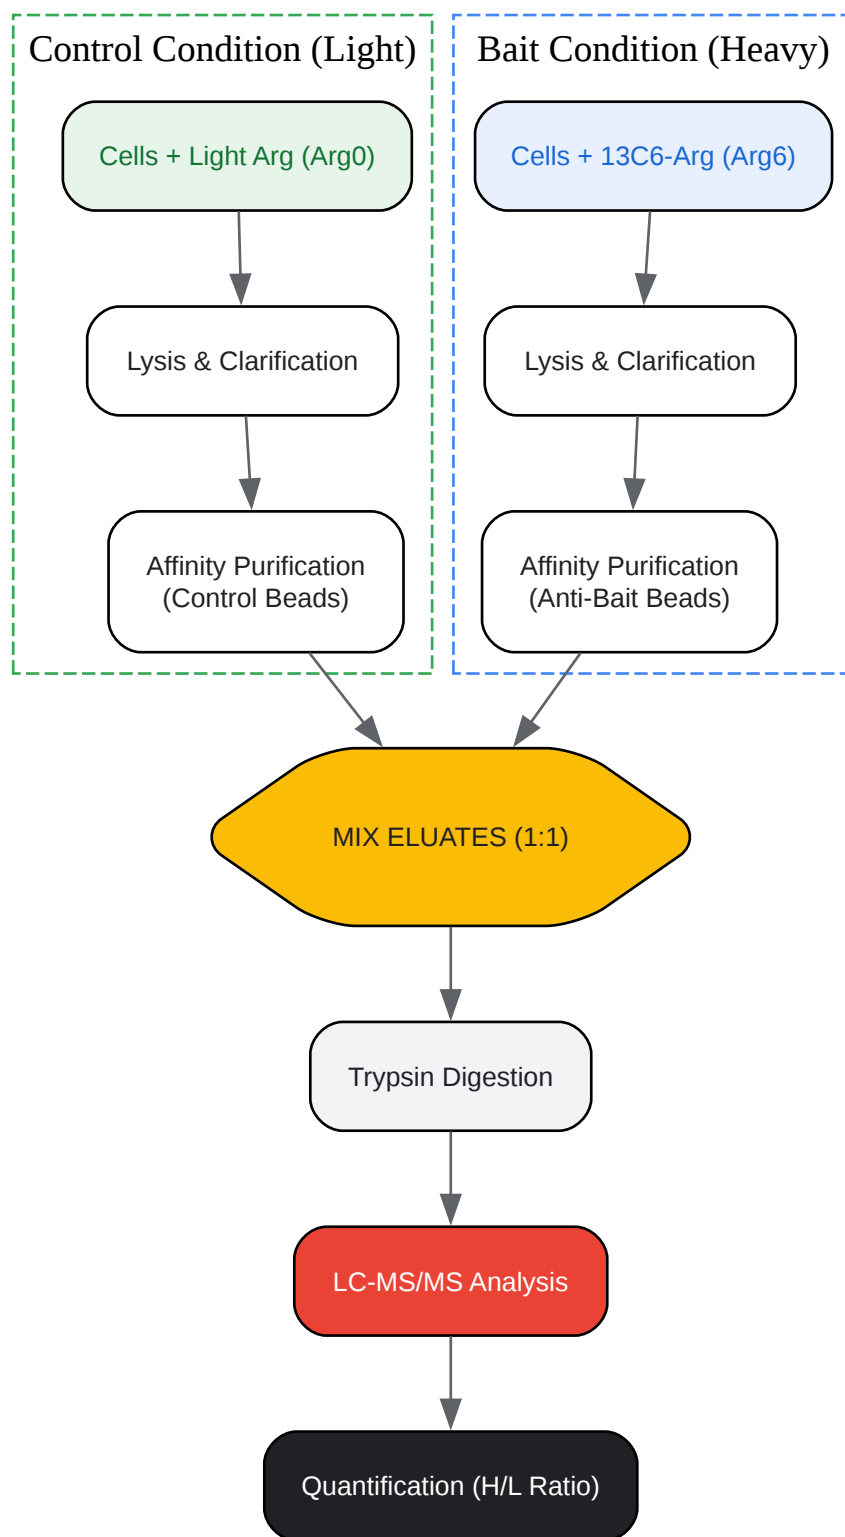 Control Condition (Light)
Bait Condition (Heavy)
Cells + Light Arg (Arg0)
Cells + 13C6-Arg (Arg6)
Lysis & Clarification
Lysis & Clarification
Affinity Purification
(Control Beads)
Affinity Purification
(Anti-Bait Beads)
MIX ELUATES (1:1)
Trypsin Digestion
LC-MS/MS Analysis
Quantification (H/L Ratio)